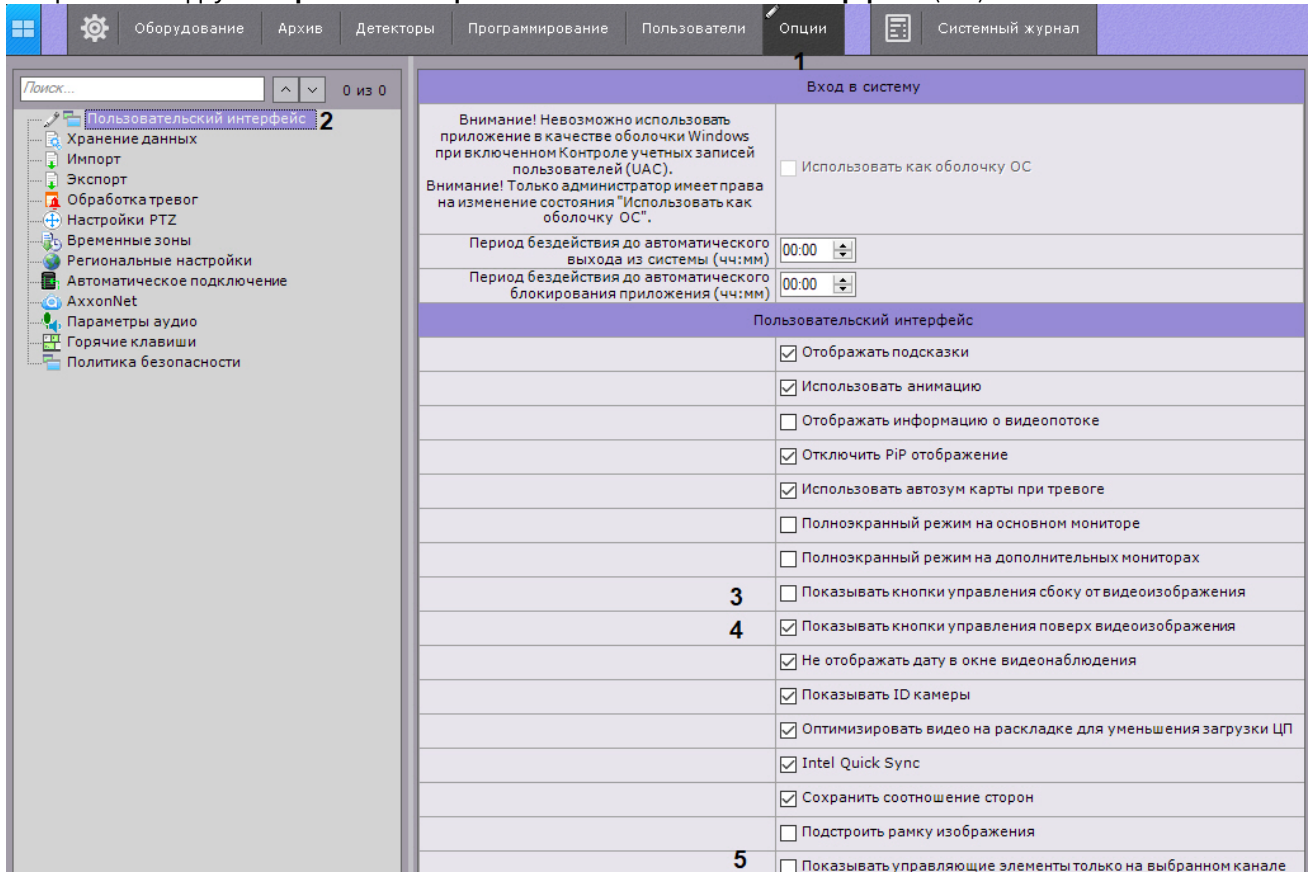 Оборудование Архив Детекторы Программирование Пользователи Опции Системный журнал
1
Поиск... 0 из 0
Пользовательский интерфейс 2
Хранение данных
Импорт
Экспорт
Обработка тревог
Настройки PTZ
Временные зоны
Региональные настройки
Автоматическое подключение
AxxonNet
Параметры аудио
Горячие клавиши
Политика безопасности
Вход в систему
Внимание! Невозможно использовать
приложение в качестве оболочки Windows
при включенном Контроле учетных записей
пользователей (UAC).
Внимание! Только администратор имеет права
на изменение состояния "Использовать как
оболочку ОС".
Использовать как оболочку ОС
Период бездействия до автоматического
выхода из системы (чч:мм)
00:00
Период бездействия до автоматического
блокирования приложения (чч:мм)
00:00
Пользовательский интерфейс
Отображать подсказки
Использовать анимацию
Отображать информацию о видеопотоке
Отключить PiP отображение
Использовать автозум карты при тревоге
Полноэкранный режим на основном мониторе
Полноэкранный режим на дополнительных мониторах
3 Показывать кнопки управления сбоку от видеоизображения
4 Показывать кнопки управления поверх видеоизображения
Не отображать дату в окне видеонаблюдения
Показывать ID камеры
Оптимизировать видео на раскладке для уменьшения загрузки ЦП
Intel Quick Sync
Сохранить соотношение сторон
Подстроить рамку изображения
5 Показывать управляющие элементы только на выбранном канале